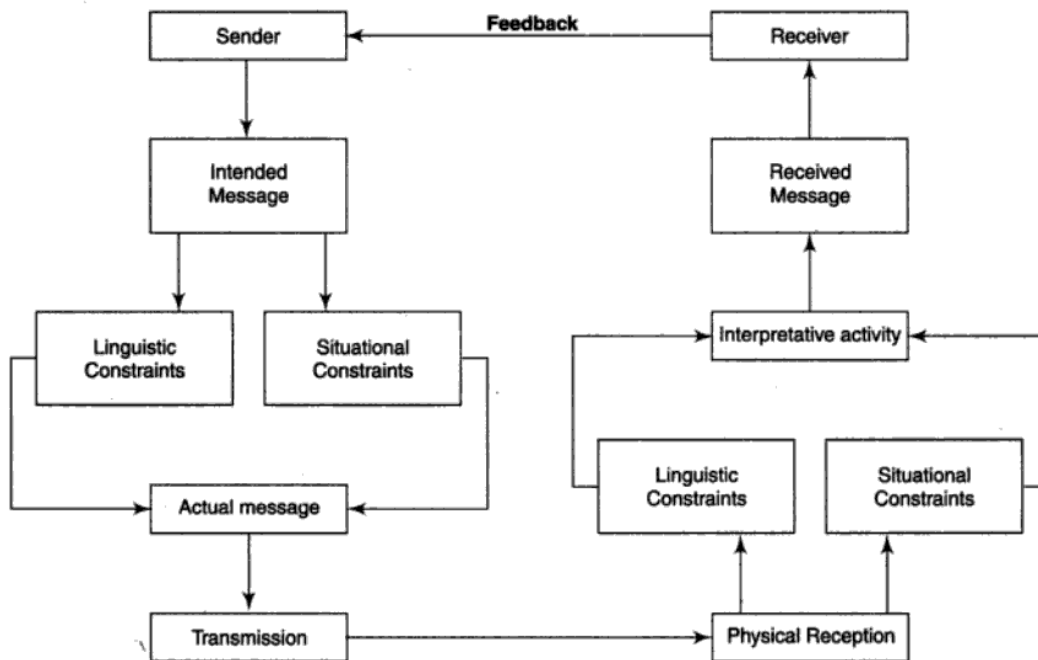 Sender
Feedback
Receiver
Intended
Message
Received
Message
Linguistic
Constraints
Situational
Constraints
Interpretative activity
Linguistic
Constraints
Situational
Constraints
Actual message
Transmission
Physical Reception